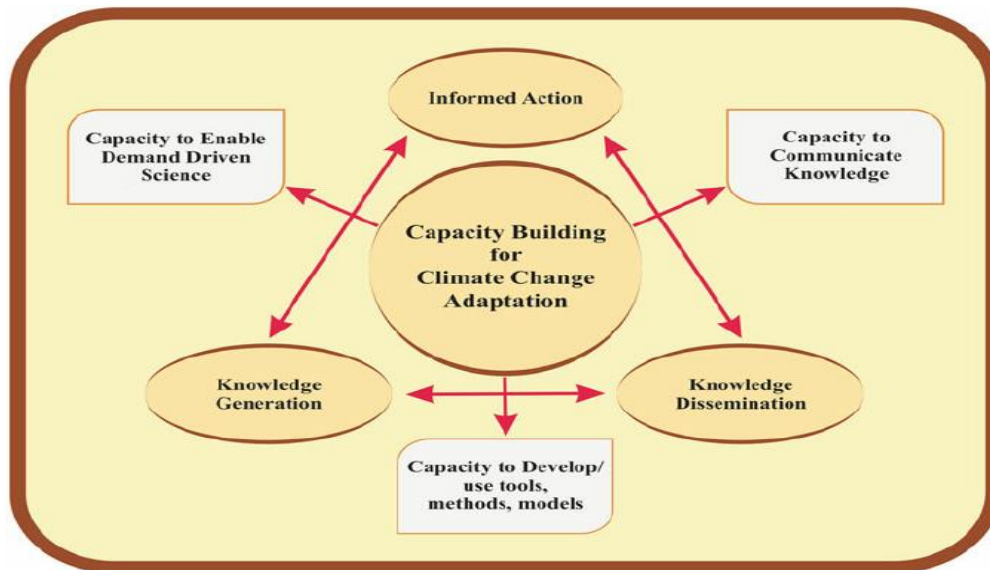 Informed Action
Capacity to Enable
Demand Driven
Science
Capacity to
Communicate
Knowledge
Capacity Building
for
Climate Change
Adaptation
Knowledge
Generation
Knowledge
Dissemination
Capacity to Develop/
use tools,
methods, models